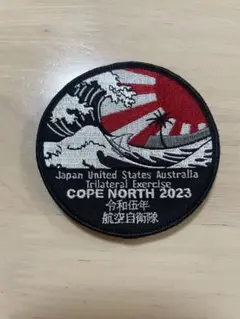 Japan United States Australia
Trilateral Exercise
COPE NORTH 2023
令和伍年
航空自衛隊